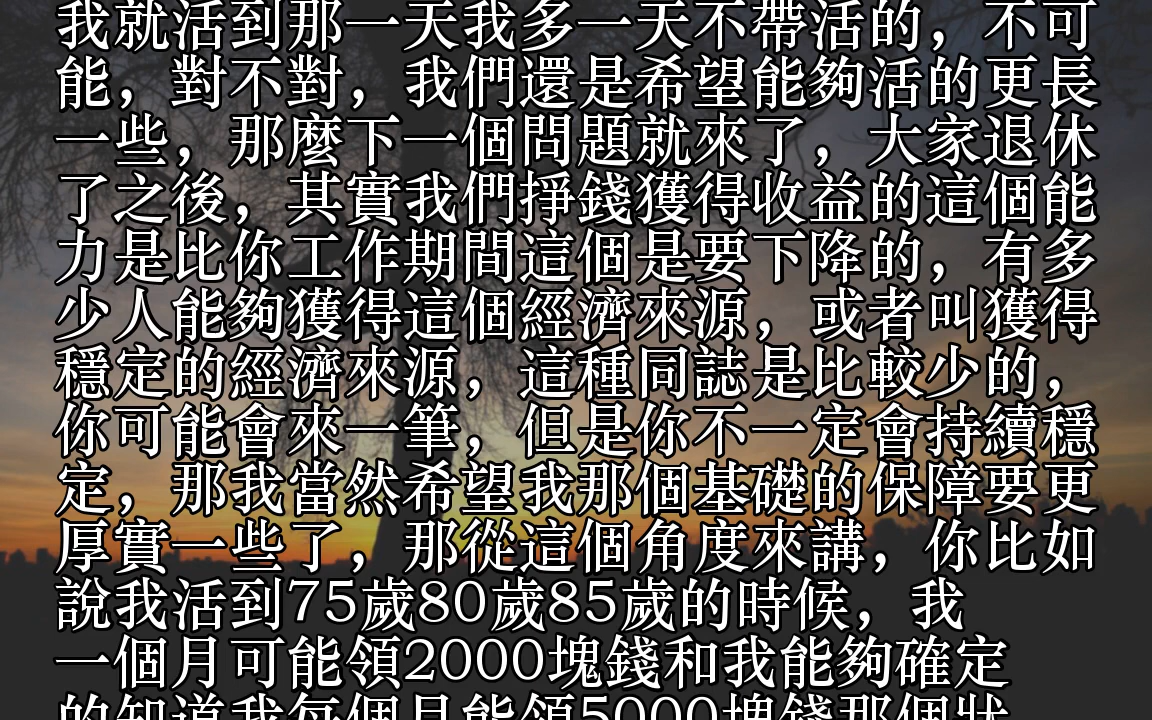 我就活到那一天我多一天不帶活的，不可
能，對不對，我們還是希望能夠活的更長
一些，那麼下一個問題就來了，大家退休
了之後，其實我們掙錢獲得收益的這個能
力是比你工作期間這個是要下降的，有多
少人能夠獲得這個經濟來源，或者叫獲得
穩定的經濟來源，這種同誌是比較少的，
你可能會來一筆，但是你不一定會持續穩
定，那我當然希望我那個基礎的保障要更
厚實一些了，那從這個角度來講，你比如
說我活到75歲80歲85歲的時候，我
一個月可能領2000塊錢和我能夠確定
的知道我每個月能領5000塊錢那個狀